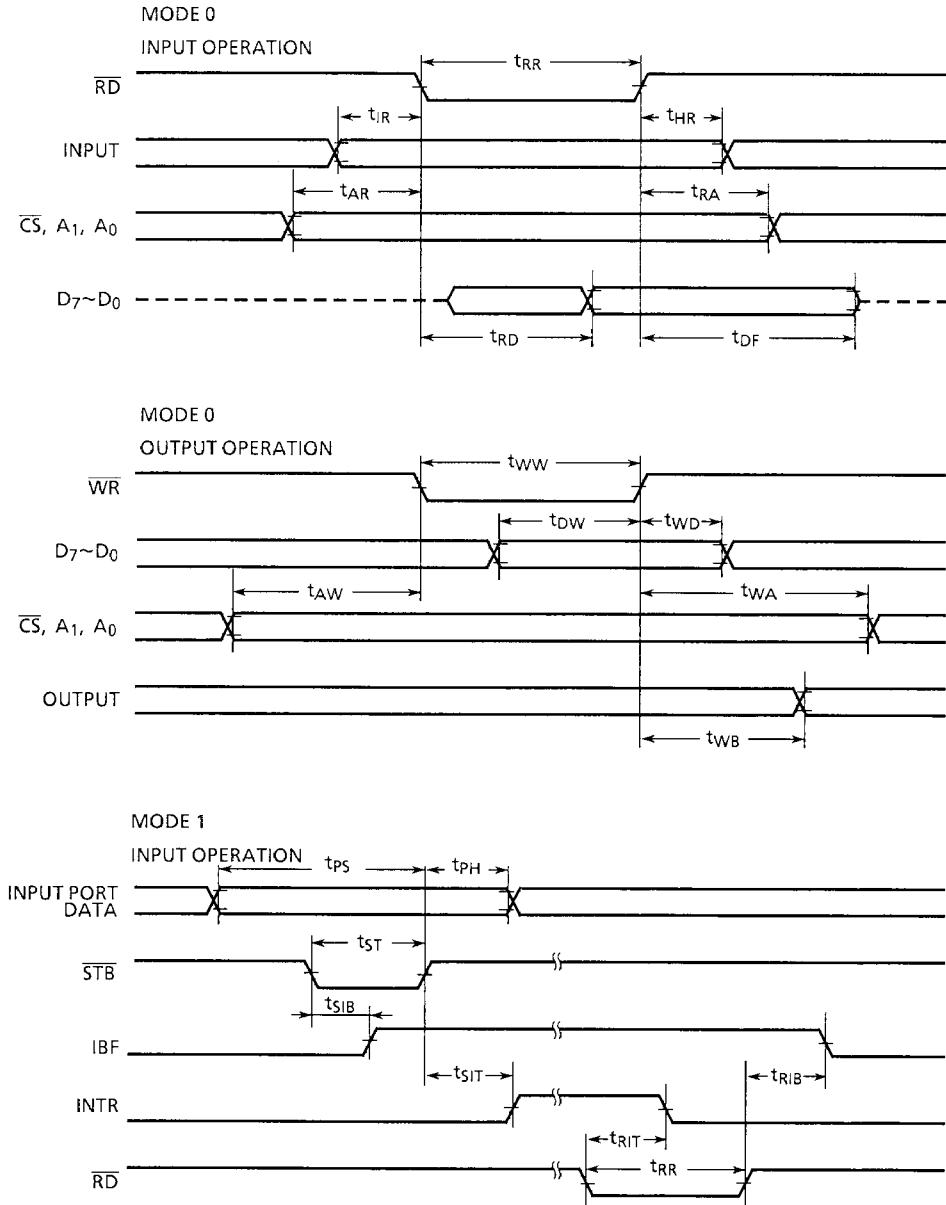 MODE 0
INPUT OPERATION
RD
tRR
tIR
tHR
INPUT
tAR
tRA
CS, A1, A0
D7~D0
tRD
tDF
MODE 0
OUTPUT OPERATION
WR
tWW
tDW
tWD
D7~D0
tAW
tWA
CS, A1, A0
OUTPUT
tWB
MODE 1
INPUT OPERATION
tPS
tPH
INPUT PORT
DATA
tST
STB
tSIB
IBF
tSIT
tRIB
INTR
tRIT
tRR
RD